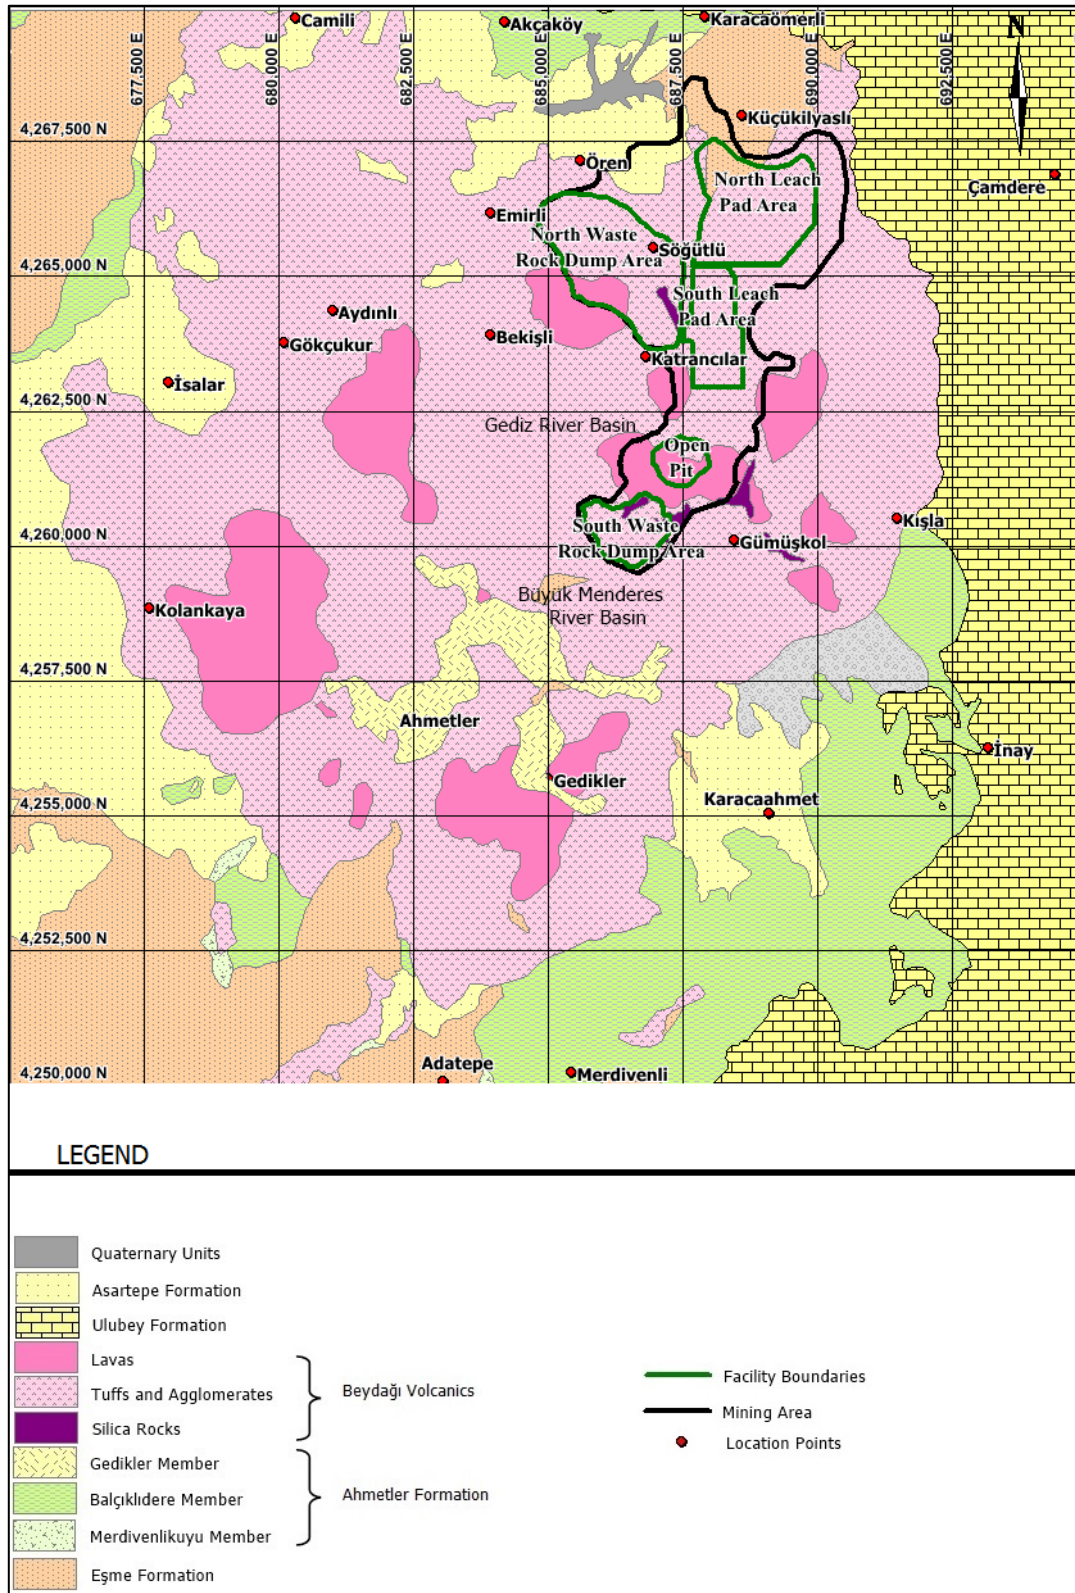 Camili
Akçaköy
Karacaömerli
N
677,500 E
680,000 E
682,500 E
685,000 E
687,500 E
690,000 E
692,500 E
4,267,500 N
Küçükilyaslı
Ören
North Leach
Pad Area
Çamdere
Emirli
North Waste
Rock Dump Area
Söğütlü
4,265,000 N
South Leach
Pad Area
Aydınlı
Gökçukur
Bekişli
Katrancılar
İsalar
4,262,500 N
Gediz River Basin
Open
Pit
4,260,000 N
South Waste
Rock Dump Area
Kışla
Gümüşkol
Büyük Menderes
River Basin
Kolankaya
4,257,500 N
Ahmetler
İnay
Gedikler
4,255,000 N
Karacaahmet
4,252,500 N
4,250,000 N
Adatepe
Merdivenli
LEGEND
Quaternary Units
Asartepe Formation
Ulubey Formation
Lavas
Tuffs and Agglomerates
Silica Rocks
Beydağı Volcanics
Gedikler Member
Balçıklıdere Member
Merdivenlikuyu Member
Ahmetler Formation
Eşme Formation
Facility Boundaries
Mining Area
Location Points